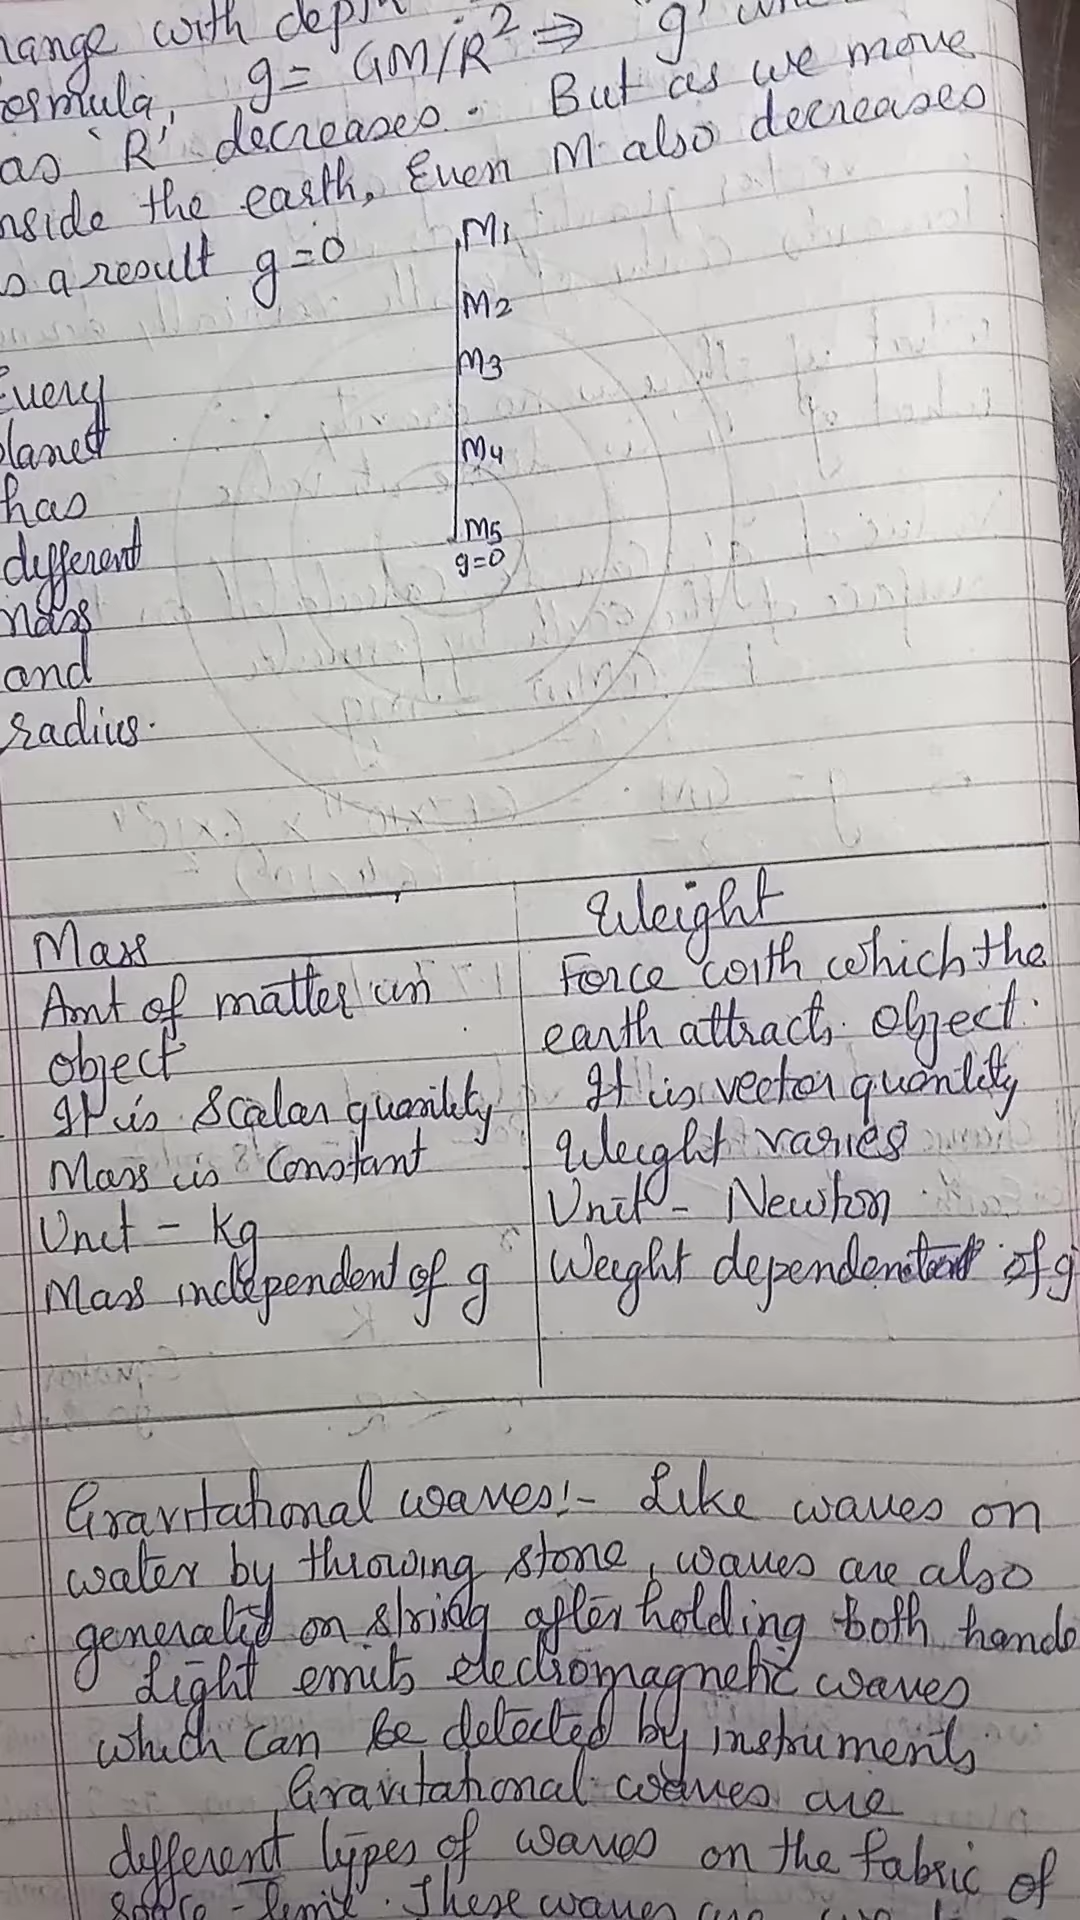 hange with depth
ormula, g = GM/R² ⇒ 'g'
as 'R' decreases. But as we move
nside the earth, Even M also decreases
s a result g=0
M1
M2
M3
M4
M5
g=0
Every
planet
has
different
mass
and
radius.
Mass
Weight
Amt of matter in
object
Force with which the
earth attracts object.
It is Scalar quantity
It is vector quantity
Mass is Constant
Weight varies
Unit - Kg
Unit - Newton
Mass independent of g
Weight dependent of g
Gravitational waves:- Like waves on
water by throwing stone, waves are also
generated on string after holding both hands
Light emits electromagnetic waves
which can be detected by instruments
Gravitational waves are
different types of waves on the fabric of
Space-time. These waves are